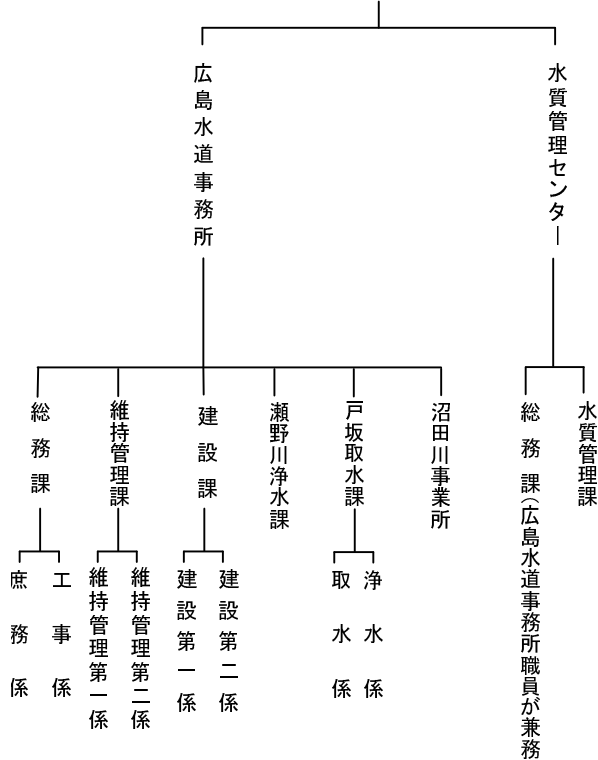 広島水道事務所
水質管理センター
総務課
維持管理課
建設課
瀬野川浄水課
戸坂取水課
沼田川事業所
総務課(広島水道事務所職員が兼務
水質管理課
庶務係
工事係
維持管理第一係
維持管理第二係
建設第一係
建設第二係
取水係
浄水係